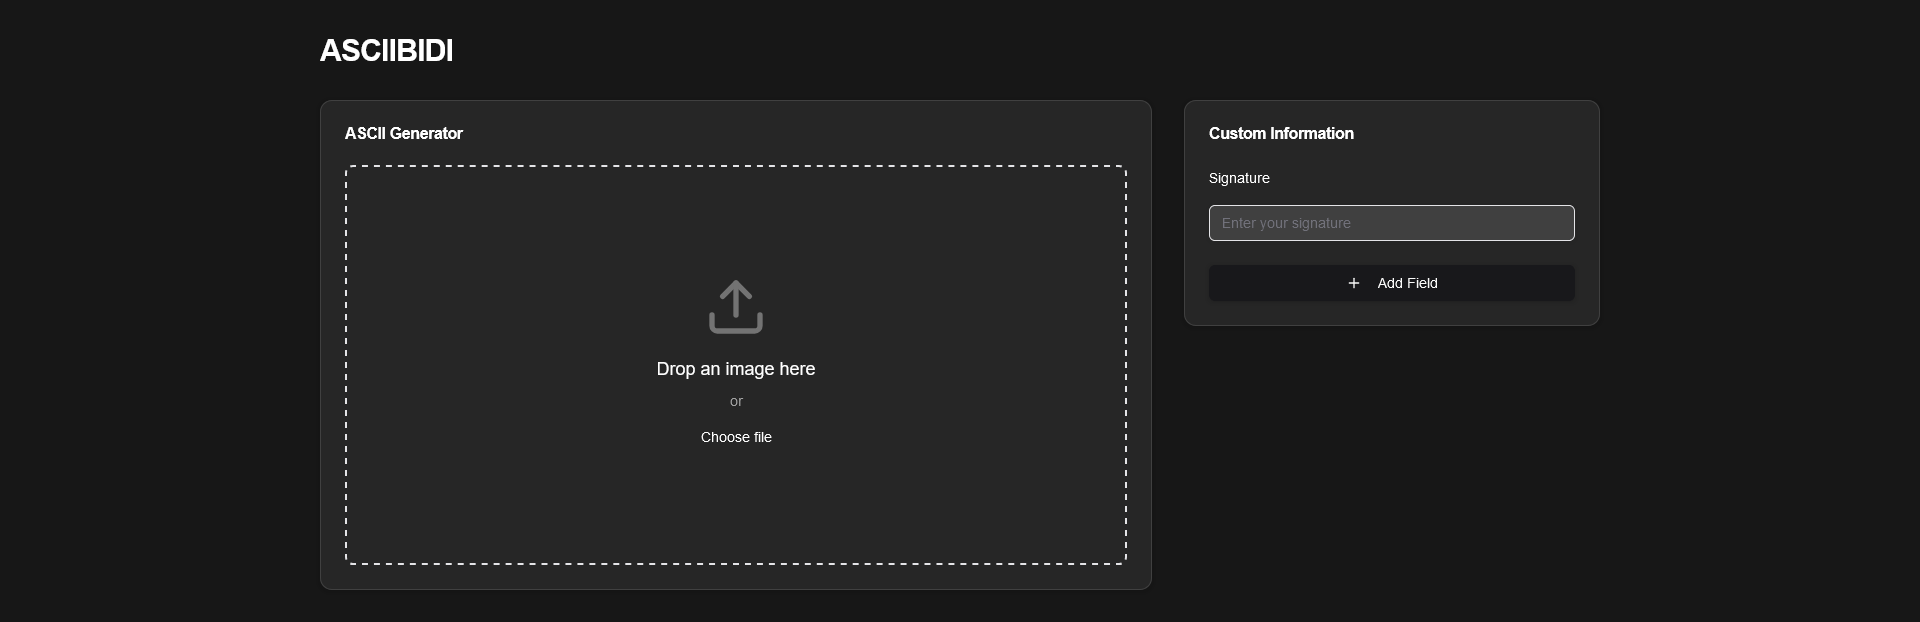 ASCIIBIDI
ASCII Generator
Drop an image here
or
Choose file
Custom Information
Signature
Enter your signature
+ Add Field